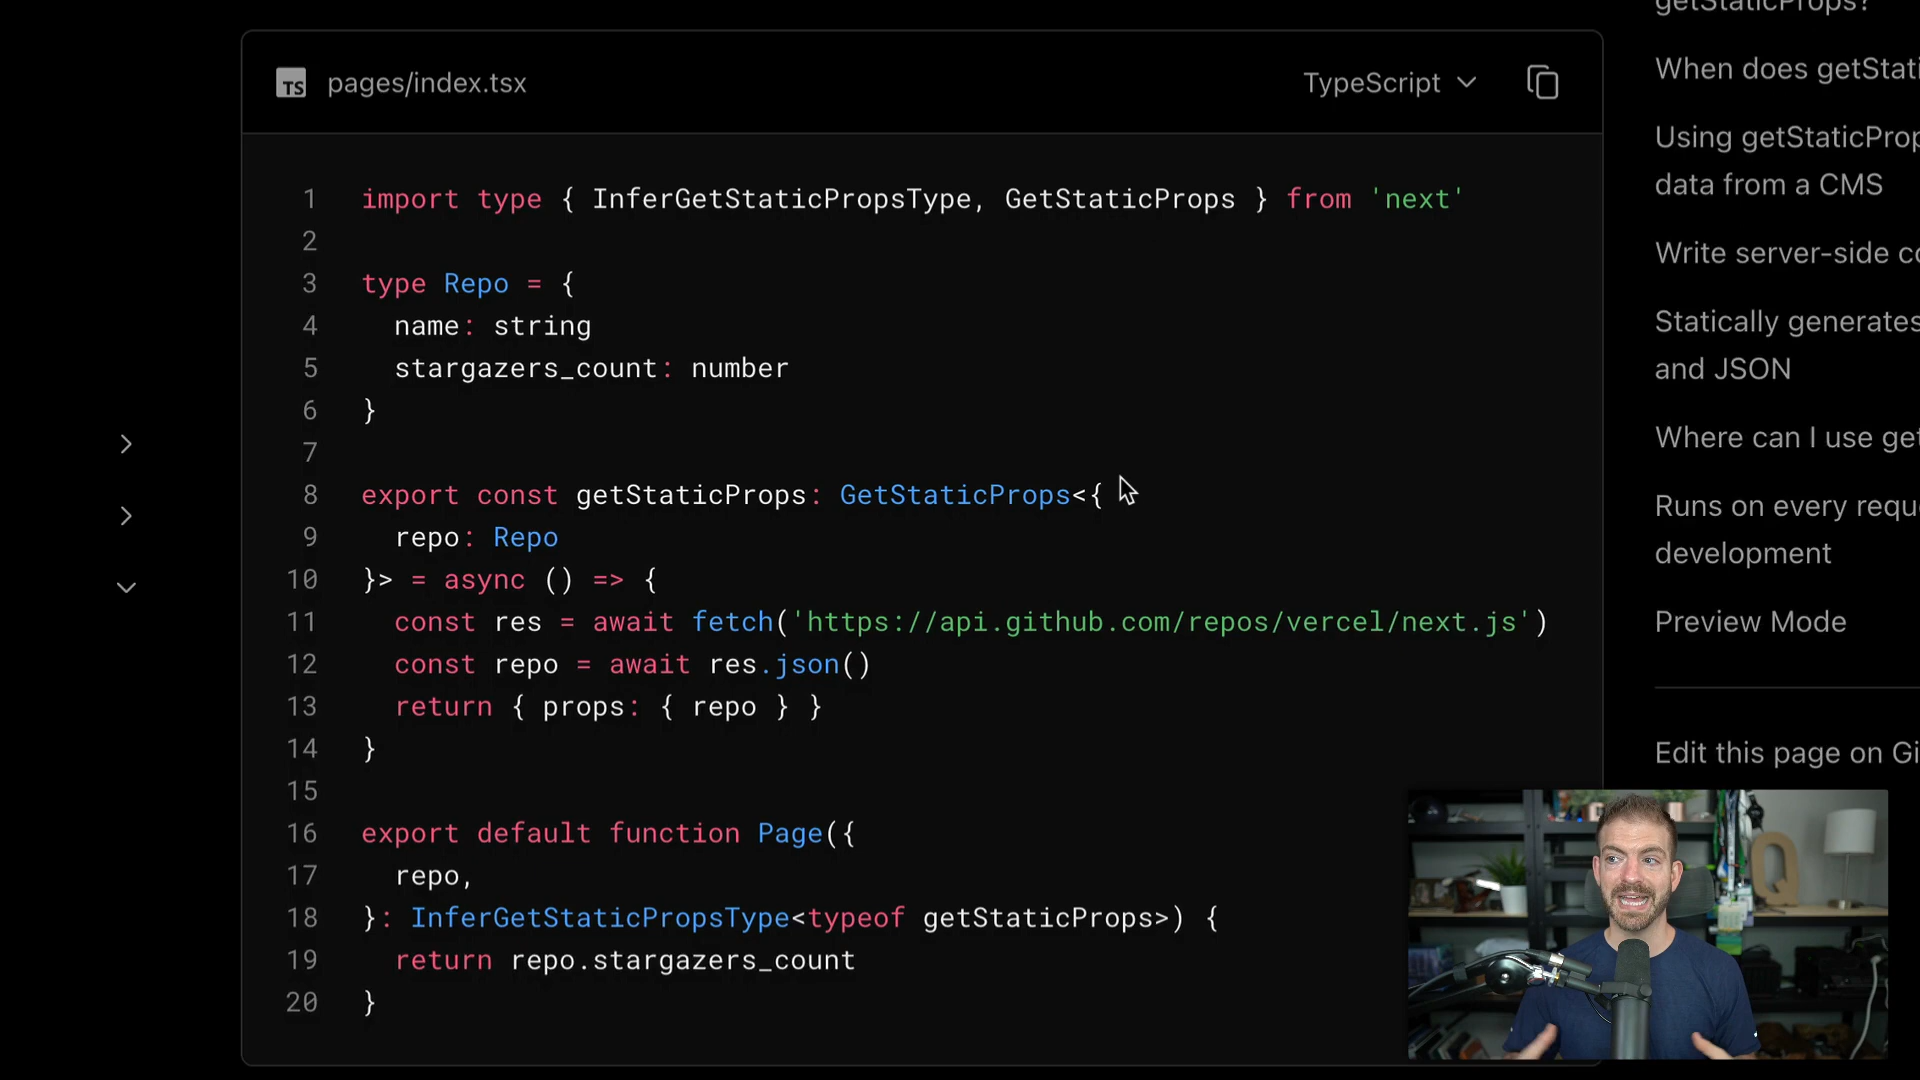 TS pages/index.tsx
TypeScript
1 import type { InferGetStaticPropsType, GetStaticProps } from 'next'
2
3 type Repo = {
4 name: string
5 stargazers_count: number
6 }
7
8 export const getStaticProps: GetStaticProps<{
9 repo: Repo
10 }> = async () => {
11 const res = await fetch('https://api.github.com/repos/vercel/next.js')
12 const repo = await res.json()
13 return { props: { repo } }
14 }
15
16 export default function Page({
17 repo,
18 }: InferGetStaticPropsType<typeof getStaticProps>) {
19 return repo.stargazers_count
20 }
getStaticProps?
When does getStati
Using getStaticProp
data from a CMS
Write server-side co
Statically generates
and JSON
Where can I use get
Runs on every requ
development
Preview Mode
Edit this page on Gi
Q